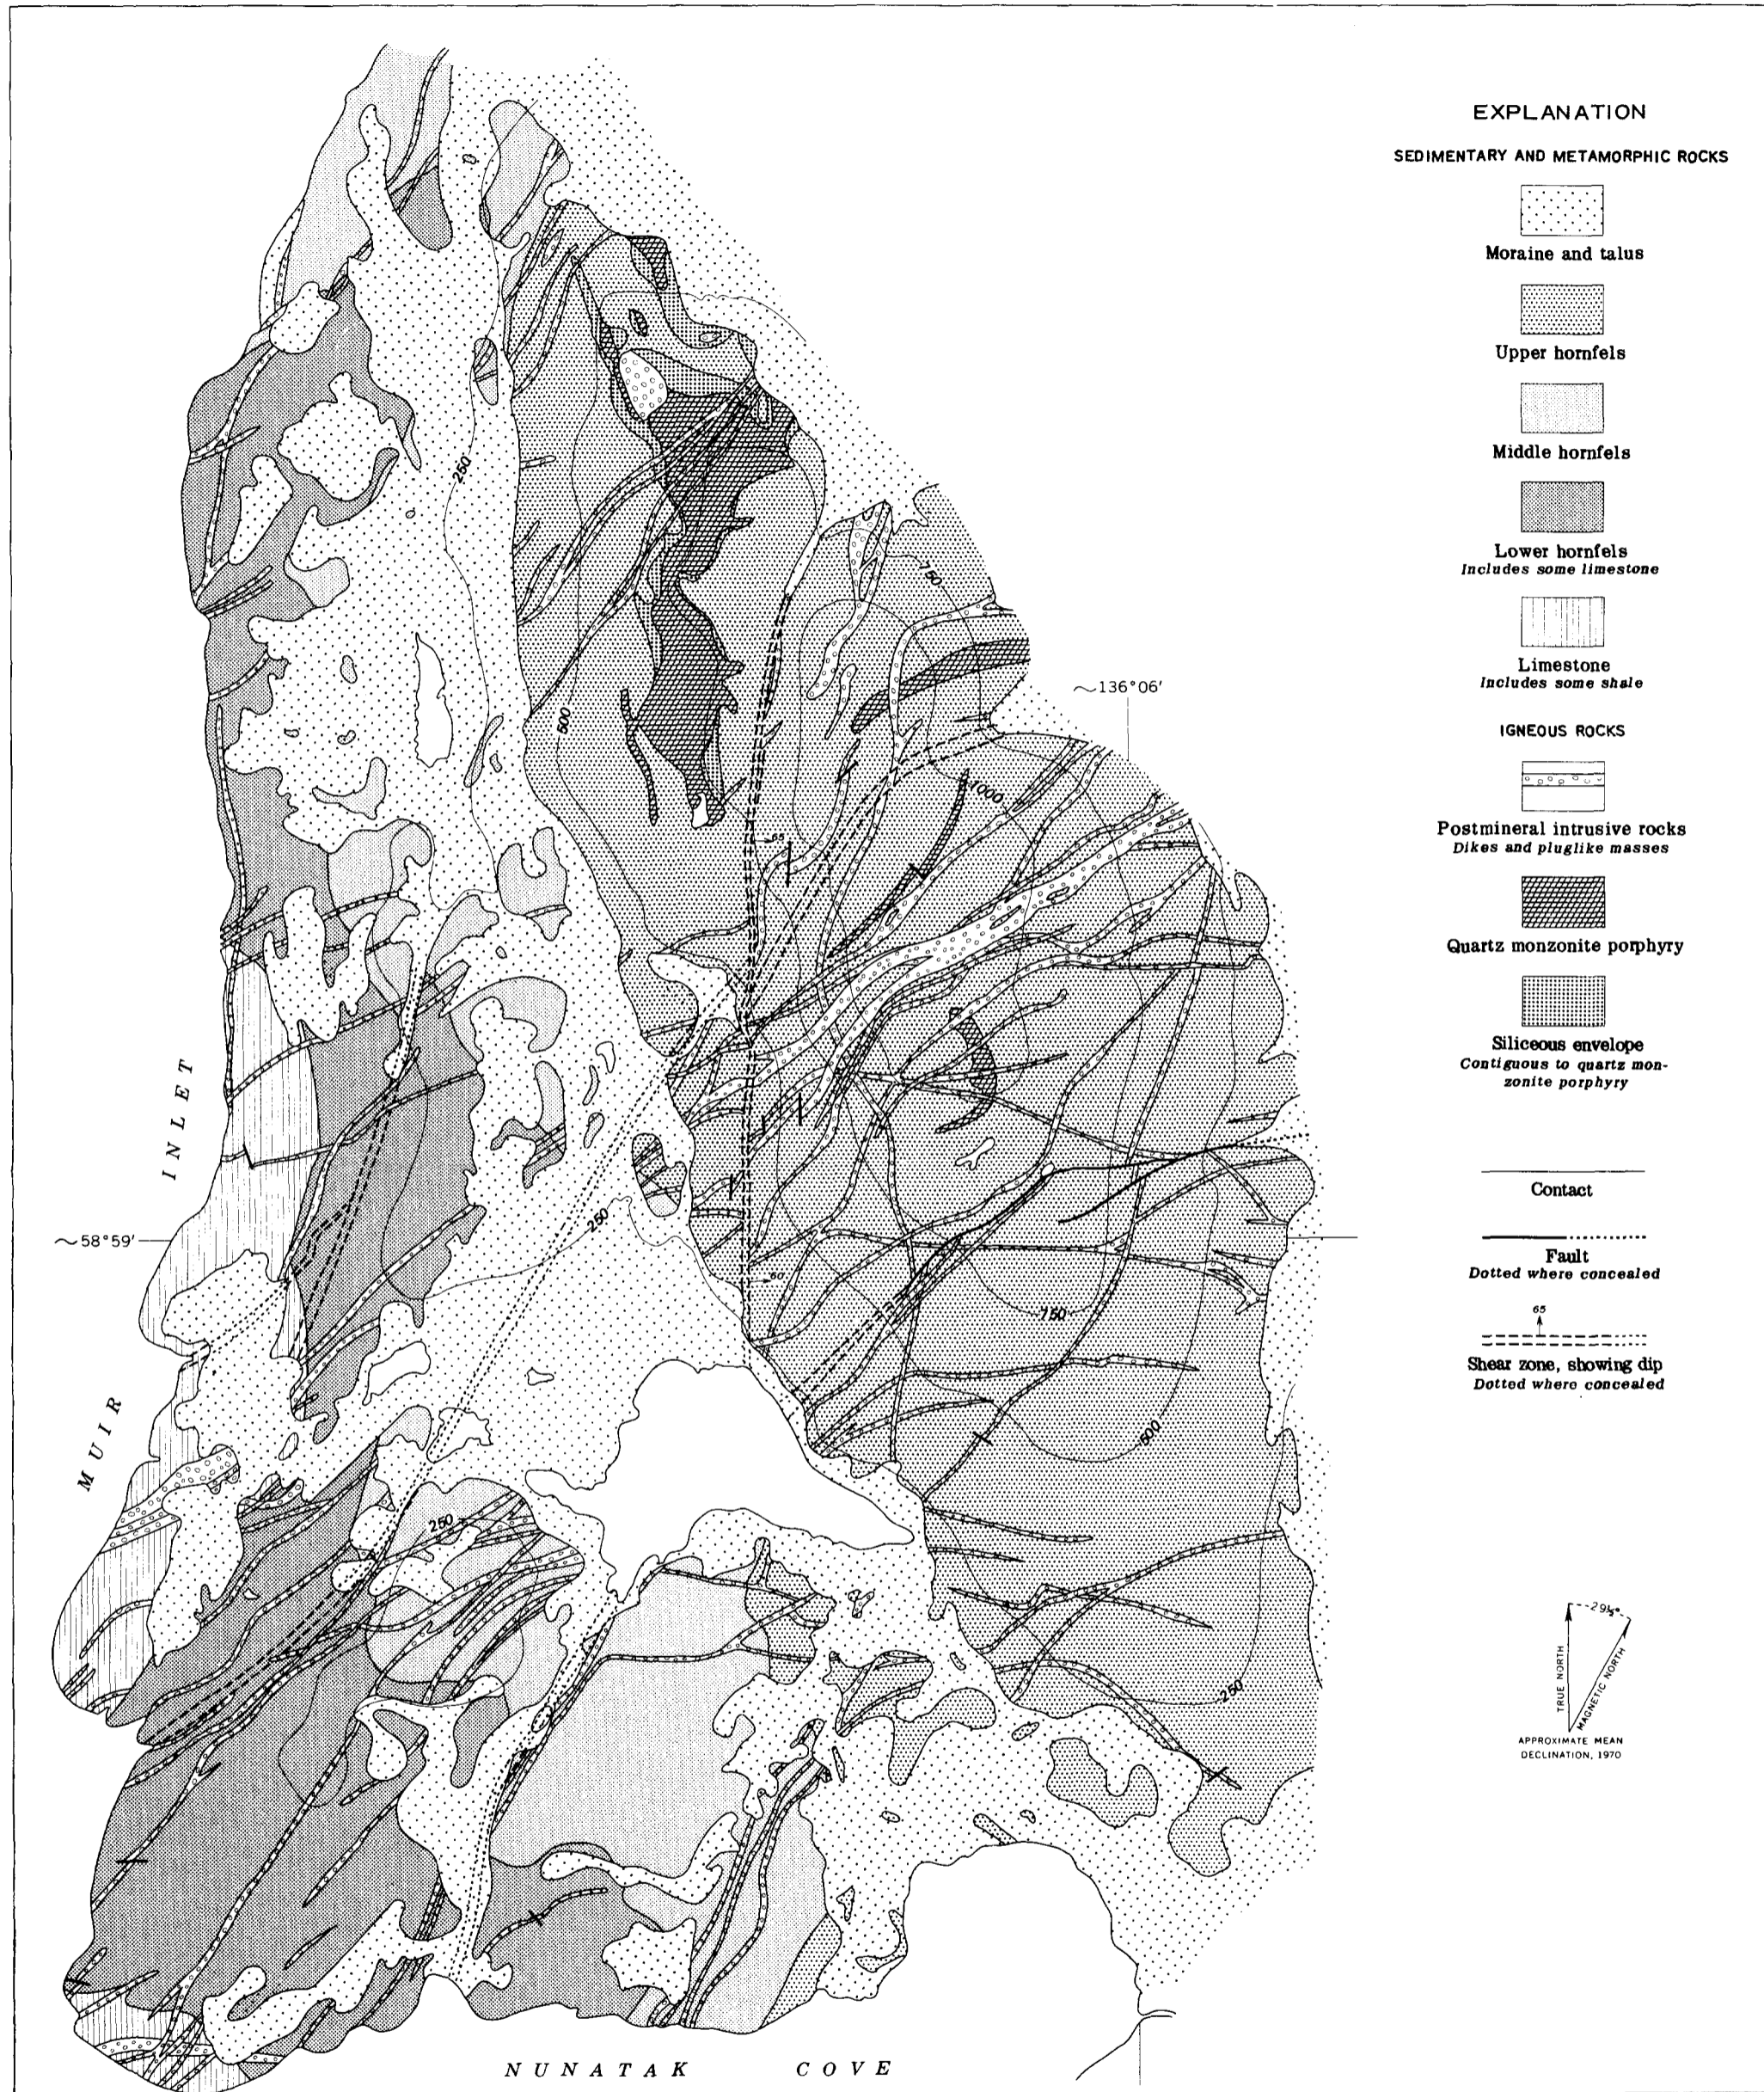 EXPLANATION
SEDIMENTARY AND METAMORPHIC ROCKS
Moraine and talus
Upper hornfels
Middle hornfels
Lower hornfels
Includes some limestone
Limestone
Includes some shale
IGNEOUS ROCKS
Postmineral intrusive rocks
Dikes and pluglike masses
Quartz monzonite porphyry
Siliceous envelope
Contiguous to quartz mon-
zonite porphyry
Contact
Fault
Dotted where concealed
65
Shear zone, showing dip
Dotted where concealed
29½°
TRUE NORTH
MAGNETIC NORTH
APPROXIMATE MEAN
DECLINATION, 1970
250
750
500
~136°06′
1000
65
250
~58°59′
60
750
500
250
250
MUIR INLET
NUNATAK COVE